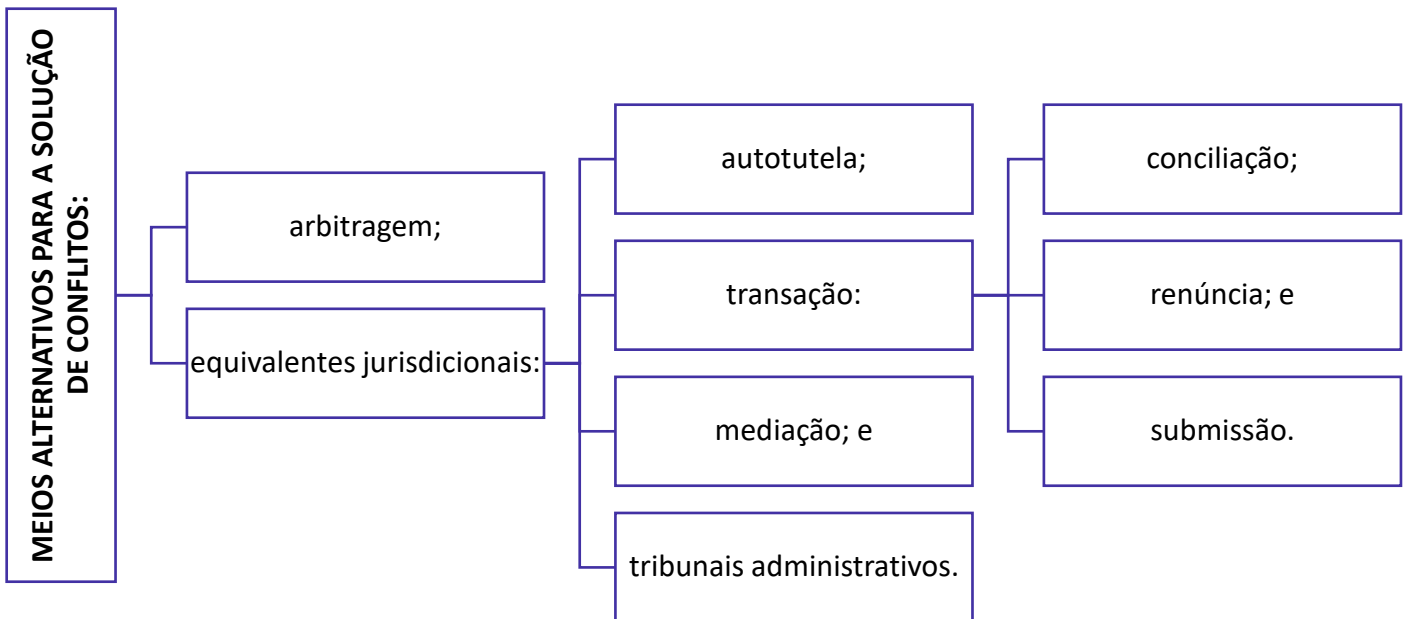 MEIOS ALTERNATIVOS PARA A SOLUÇÃO
DE CONFLITOS:
arbitragem;
equivalentes jurisdicionais:
autotutela;
transação:
conciliação;
renúncia; e
submissão.
mediação; e
tribunais administrativos.